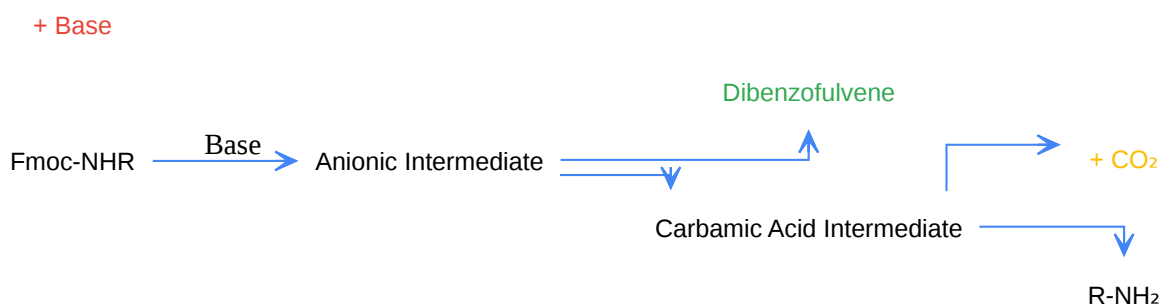 + Base
Dibenzofulvene
Base
Fmoc-NHR
Anionic Intermediate
+ CO₂
Carbamic Acid Intermediate
R-NH₂